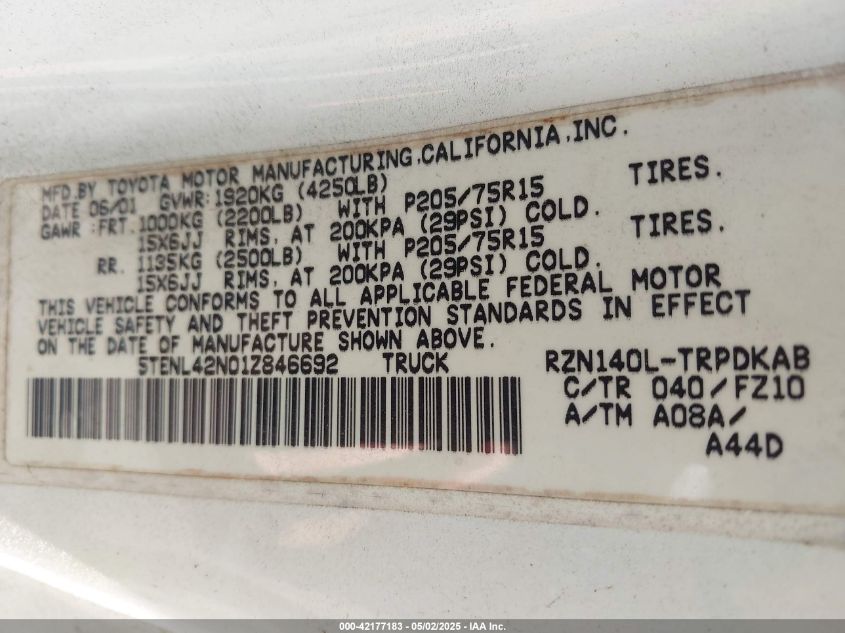 MFD.BY TOYOTA MOTOR MANUFACTURING,CALIFORNIA,INC.
DATE 06/01 GVWR:1920KG (4250LB)
GAWR :FRT.1000KG (2200LB) WITH P205/75R15 TIRES.
15X6JJ RIMS, AT 200KPA (29PSI) COLD.
RR. 1135KG (2500LB) WITH P205/75R15 TIRES.
15X6JJ RIMS, AT 200KPA (29PSI) COLD.
THIS VEHICLE CONFORMS TO ALL APPLICABLE FEDERAL MOTOR
VEHICLE SAFETY AND THEFT PREVENTION STANDARDS IN EFFECT
ON THE DATE OF MANUFACTURE SHOWN ABOVE.
5TENL42N01Z846692 TRUCK RZN140L-TRPDKAB
C/TR 040/FZ10
A/TM A08A/
A44D
000-42177183 - 05/02/2025 - IAA Inc.